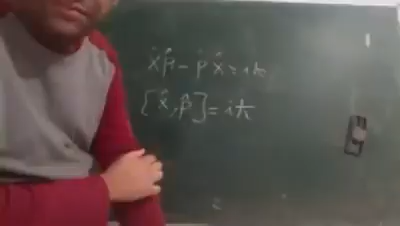 x̂p̂ - p̂x̂ = iħ
[x̂, p̂] = iħ